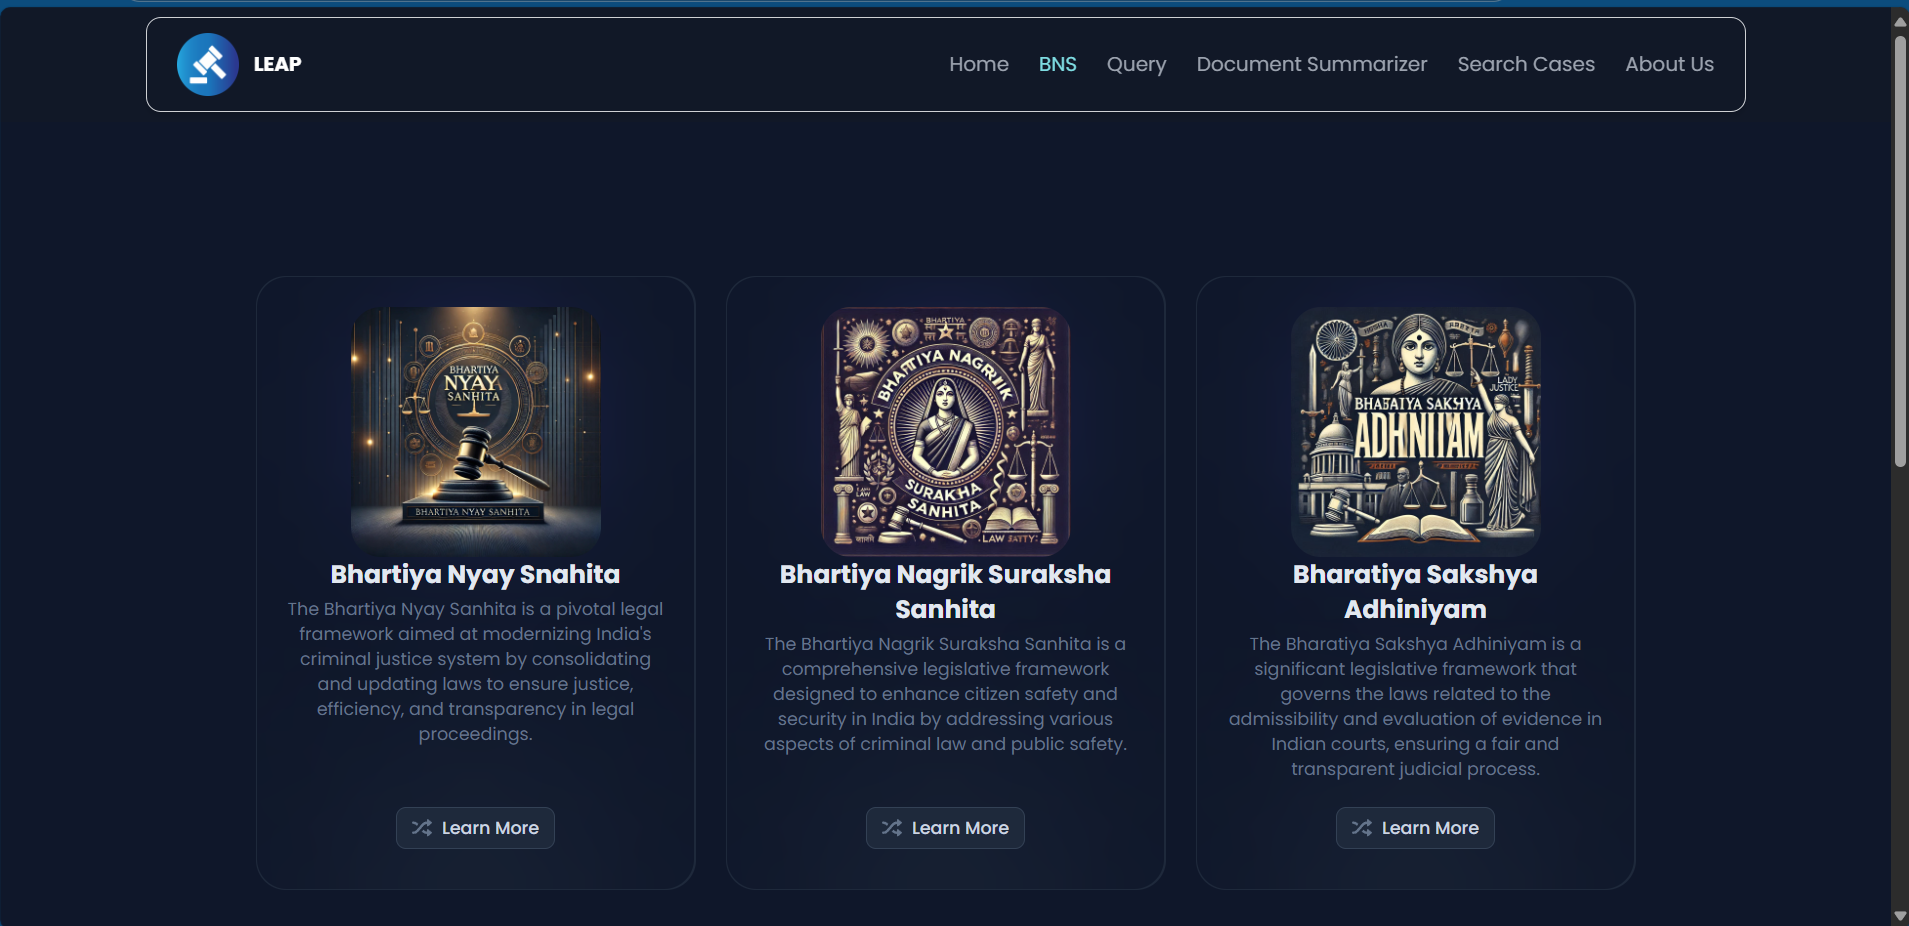 LEAP
Home BNS Query Document Summarizer Search Cases About Us
BHARTIYA
NYAY
SANHITA
BHARTIYA NYAY SANHITA
Bhartiya Nyay Snahita
The Bhartiya Nyay Sanhita is a pivotal legal
framework aimed at modernizing India's
criminal justice system by consolidating
and updating laws to ensure justice,
efficiency, and transparency in legal
proceedings.
Learn More
BHARTIYA
SURAKHA
SANHITA
LAW
Bhartiya Nagrik Suraksha
Sanhita
The Bhartiya Nagrik Suraksha Sanhita is a
comprehensive legislative framework
designed to enhance citizen safety and
security in India by addressing various
aspects of criminal law and public safety.
Learn More
LADY
JUSTICE
Bharatiya Sakshya
Adhiniyam
The Bharatiya Sakshya Adhiniyam is a
significant legislative framework that
governs the laws related to the
admissibility and evaluation of evidence in
Indian courts, ensuring a fair and
transparent judicial process.
Learn More